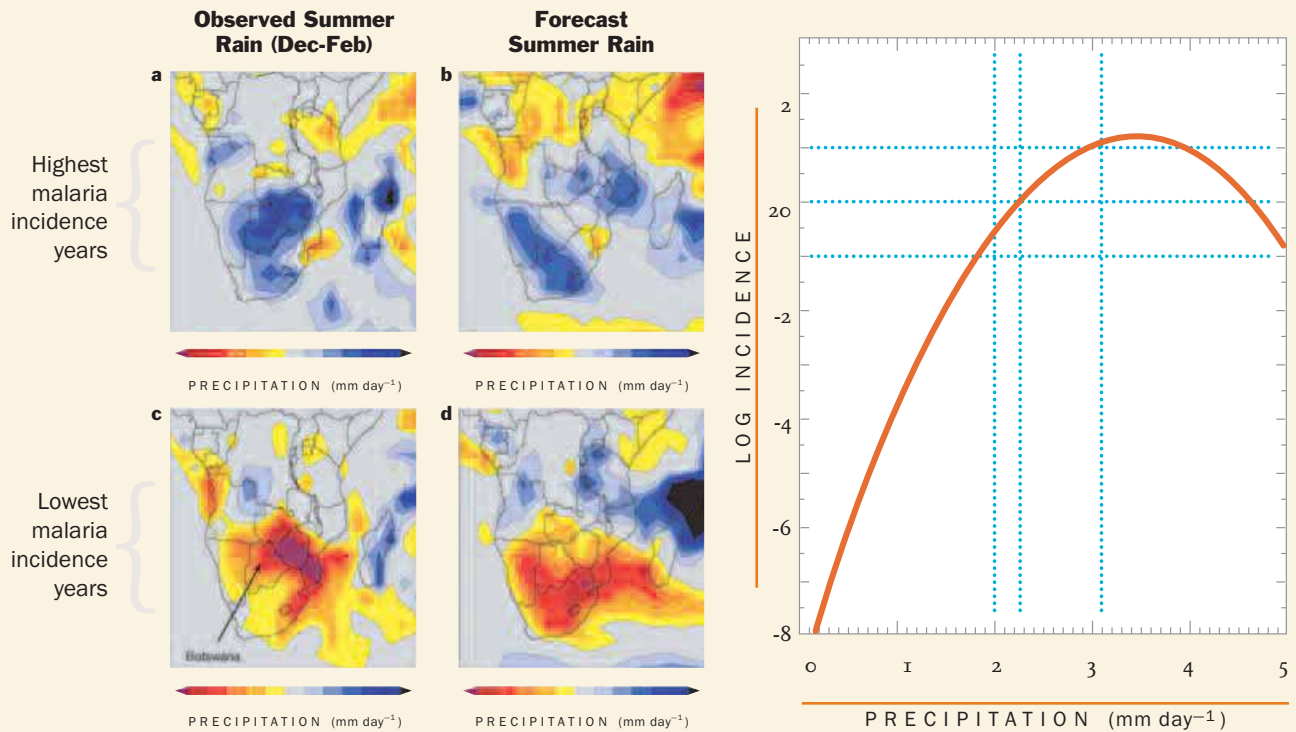 Observed Summer
Rain (Dec-Feb)
Forecast
Summer Rain
a
b
Highest
malaria
incidence
years
PRECIPITATION (mm day⁻¹)
PRECIPITATION (mm day⁻¹)
c
d
Lowest
malaria
incidence
years
Botswana
PRECIPITATION (mm day⁻¹)
PRECIPITATION (mm day⁻¹)
LOG INCIDENCE
2
20
-2
-4
-6
-8
0 1 2 3 4 5
PRECIPITATION (mm day⁻¹)